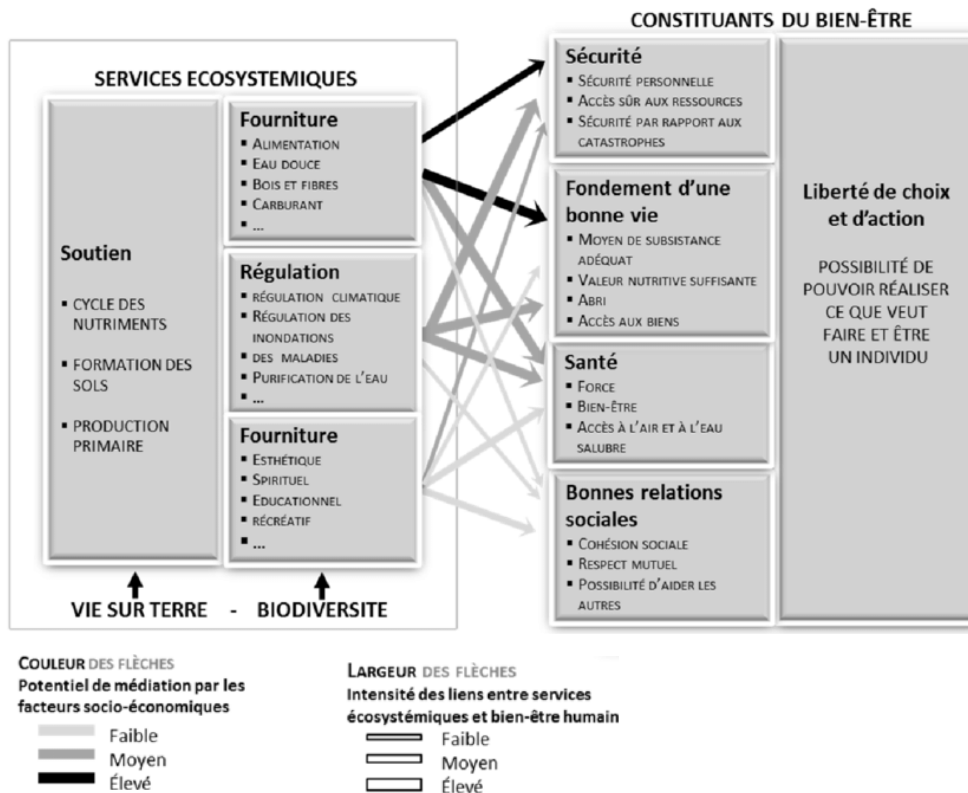 CONSTITUANTS DU BIEN-ÊTRE
SERVICES ECOSYSTEMIQUES
Soutien
▪ CYCLE DES
NUTRIMENTS
▪ FORMATION DES
SOLS
▪ PRODUCTION
PRIMAIRE
Fourniture
▪ ALIMENTATION
▪ EAU DOUCE
▪ BOIS ET FIBRES
▪ CARBURANT
▪ ...
Régulation
▪ RÉGULATION CLIMATIQUE
▪ RÉGULATION DES
INONDATIONS
▪ DES MALADIES
▪ PURIFICATION DE L'EAU
▪ ...
Fourniture
▪ ESTHÉTIQUE
▪ SPIRITUEL
▪ EDUCATIONNEL
▪ RÉCRÉATIF
▪ ...
VIE SUR TERRE - BIODIVERSITE
Sécurité
▪ SÉCURITÉ PERSONNELLE
▪ ACCÈS SÛR AUX RESSOURCES
▪ SÉCURITÉ PAR RAPPORT AUX
CATASTROPHES
Fondement d'une
bonne vie
▪ MOYEN DE SUBSISTANCE
ADÉQUAT
▪ VALEUR NUTRITIVE SUFFISANTE
▪ ABRI
▪ ACCÈS AUX BIENS
Santé
▪ FORCE
▪ BIEN-ÊTRE
▪ ACCÈS À L'AIR ET À L'EAU
SALUBRE
Bonnes relations
sociales
▪ COHÉSION SOCIALE
▪ RESPECT MUTUEL
▪ POSSIBILITÉ D'AIDER LES
AUTRES
Liberté de choix
et d'action
POSSIBILITÉ DE
POUVOIR RÉALISER
CE QUE VEUT
FAIRE ET ÊTRE
UN INDIVIDU
COULEUR DES FLÈCHES
Potentiel de médiation par les
facteurs socio-économiques
Faible
Moyen
Élevé
LARGEUR DES FLÈCHES
Intensité des liens entre services
écosystémiques et bien-être humain
Faible
Moyen
Élevé